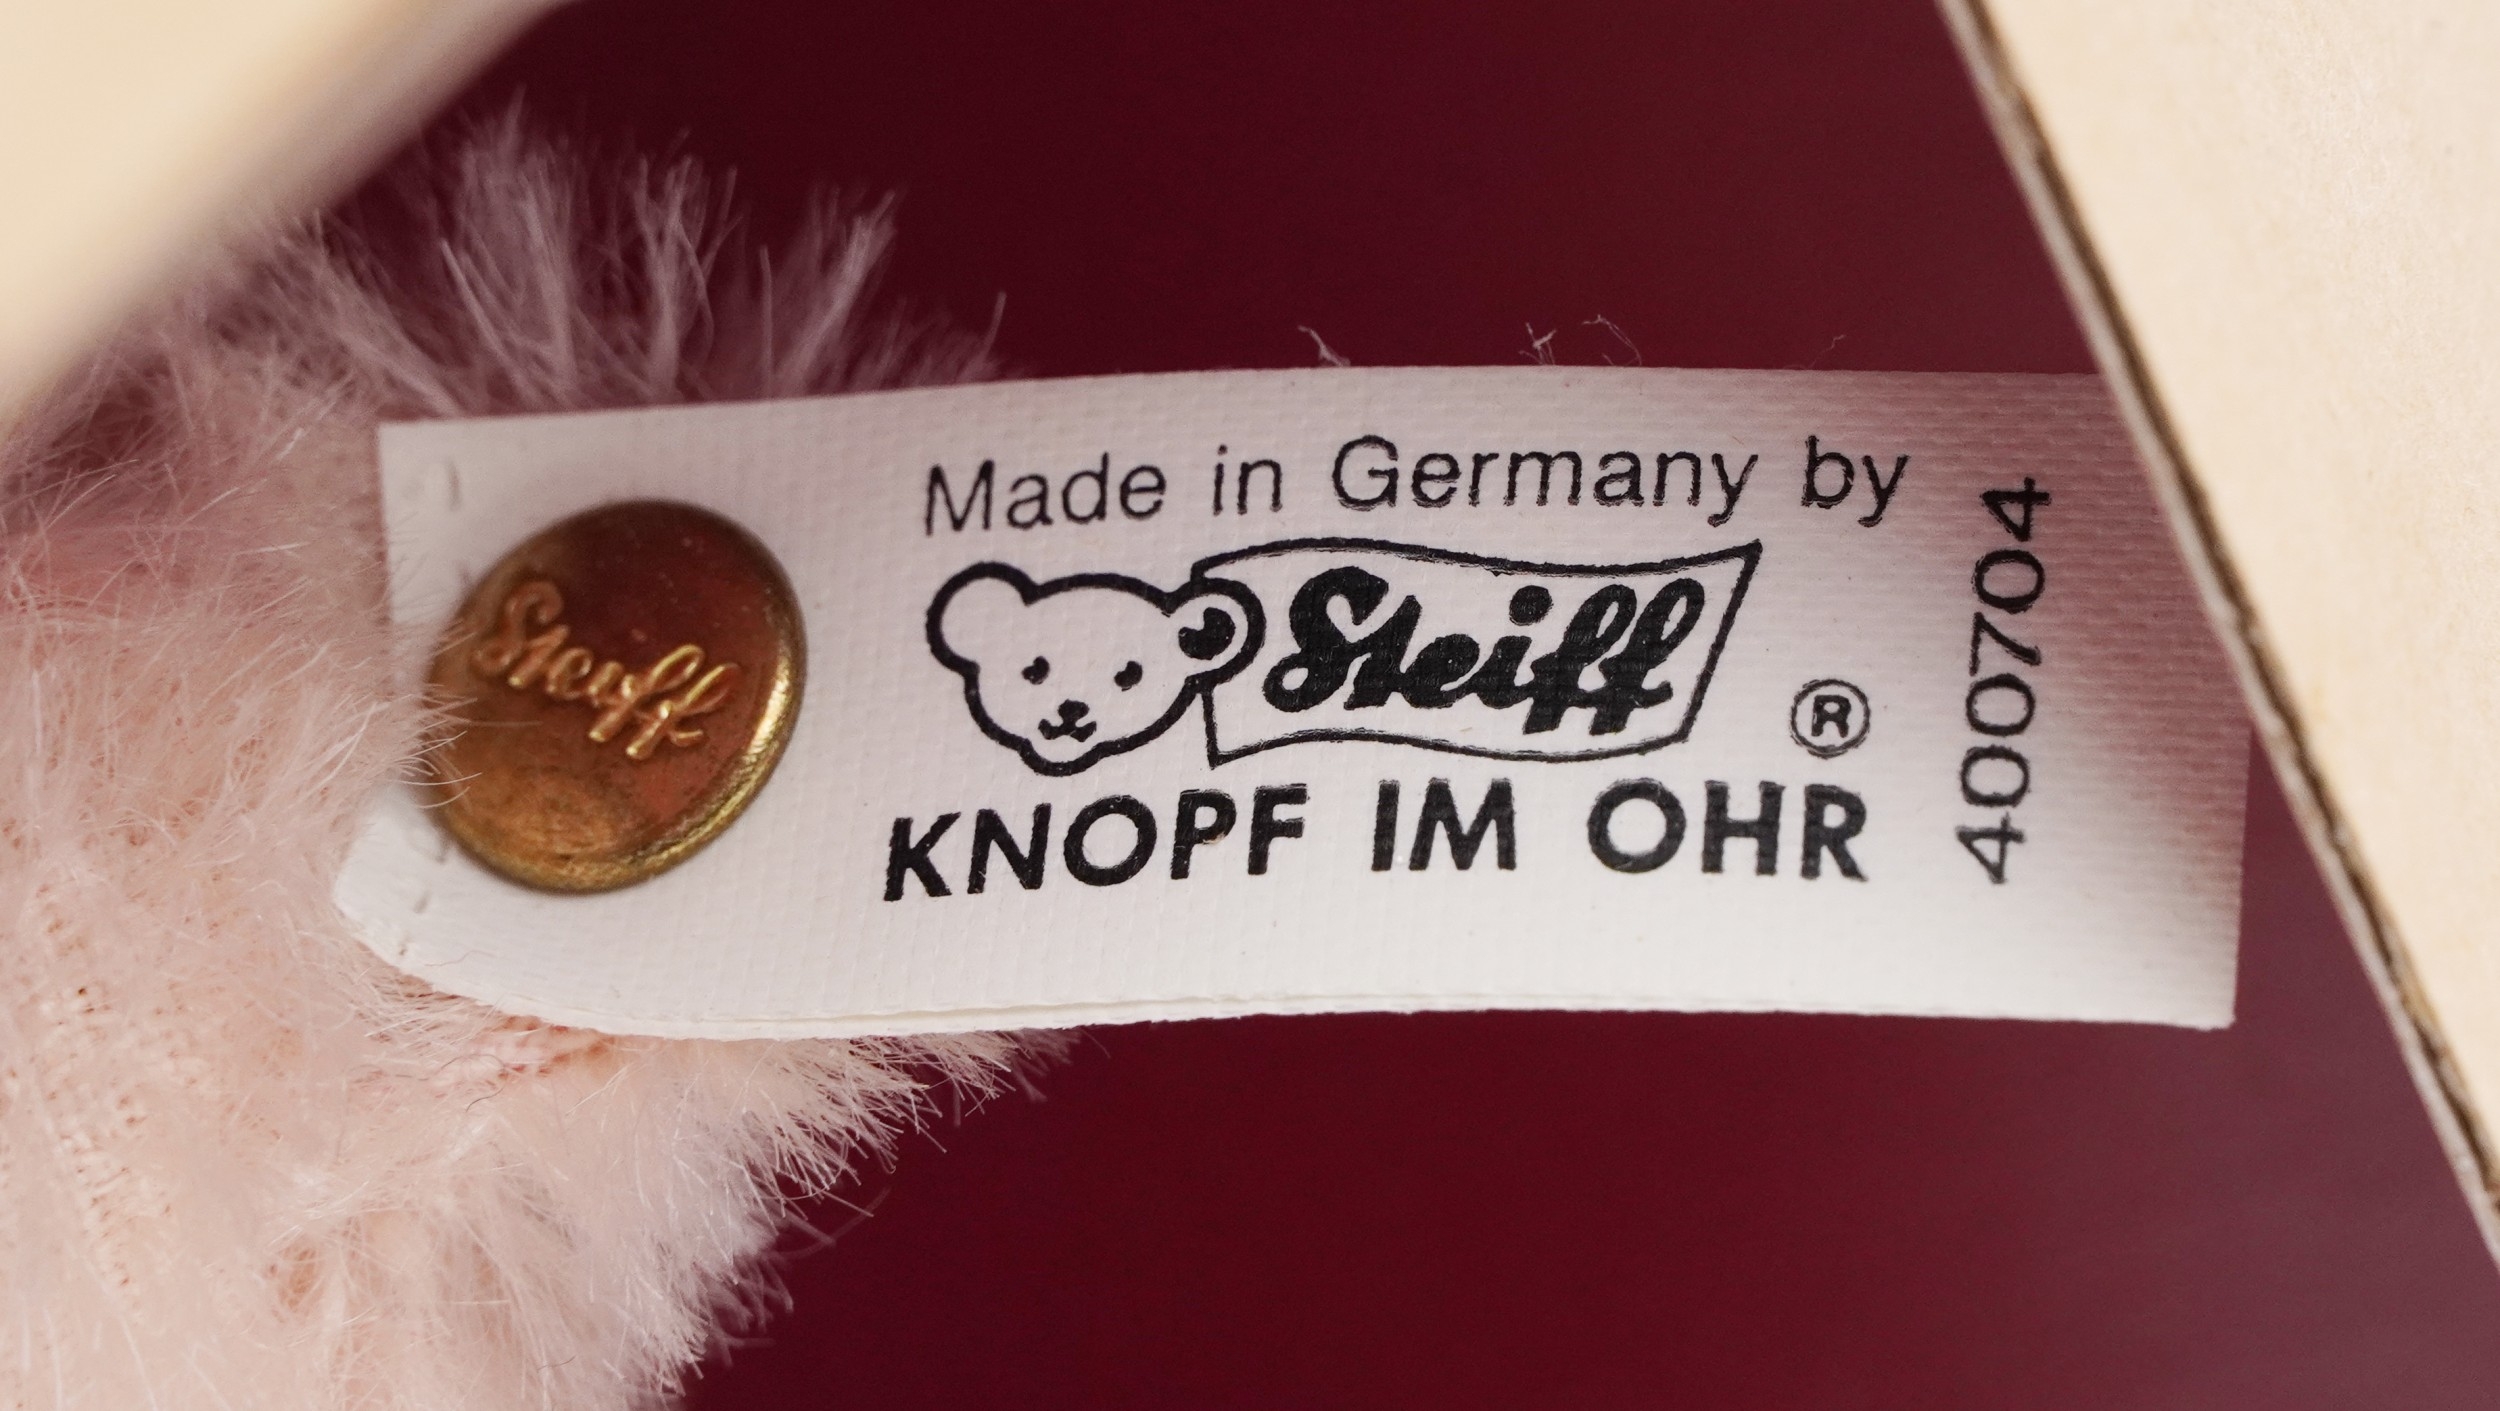 Steiff
Made in Germany by
Steiff ®
KNOPF IM OHR
400704